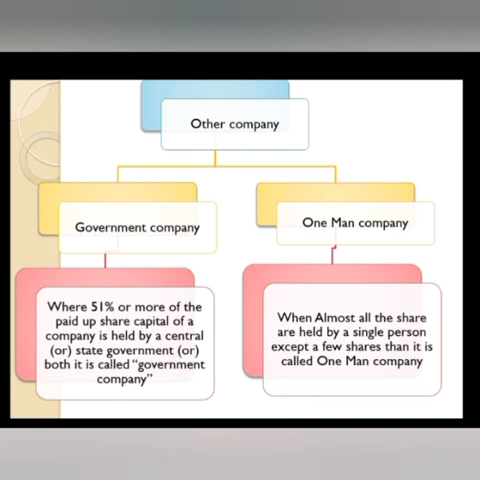 Other company
Government company
One Man company
Where 51% or more of the
paid up share capital of a
company is held by a central
(or) state government (or)
both it is called "government
company"
When Almost all the share
are held by a single person
except a few shares than it is
called One Man company